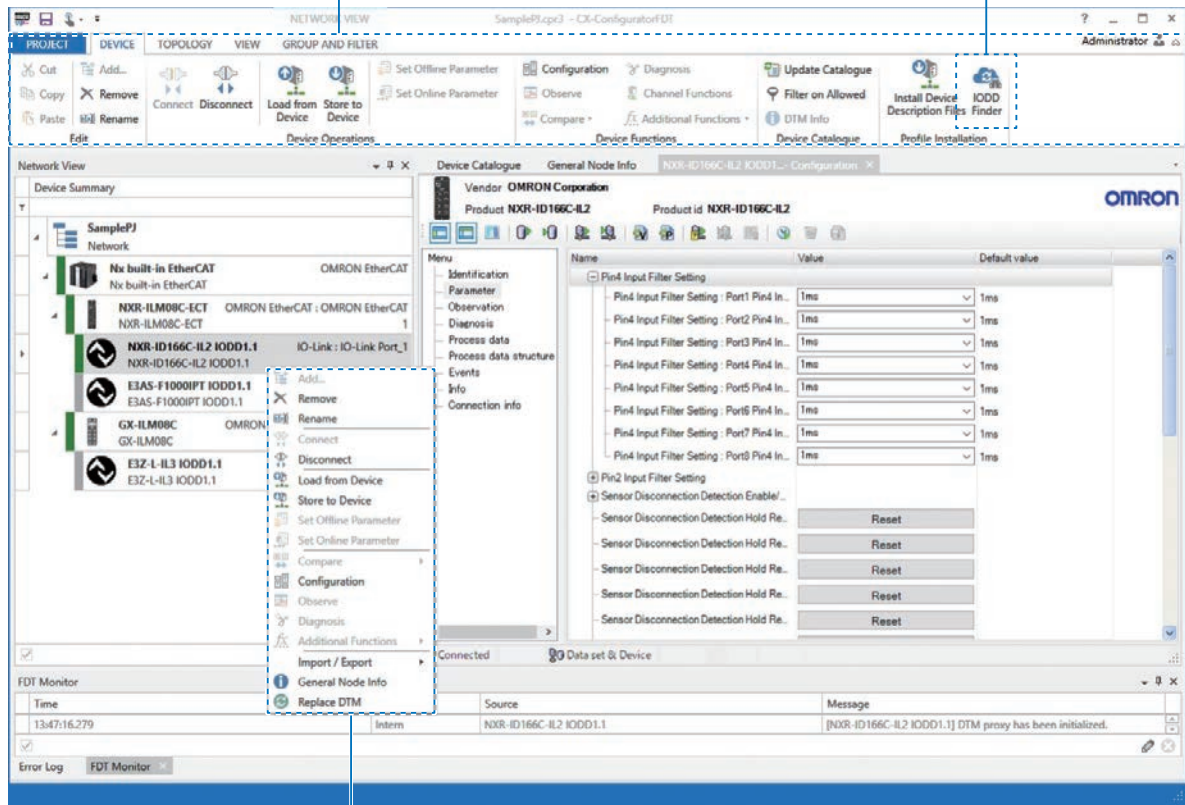 NETWORK VIEW
SamplePJ.cpr3 - CX-ConfiguratorFDT
?
PROJECT DEVICE TOPOLOGY VIEW GROUP AND FILTER
Administrator
Cut Add...
Copy Remove
Paste Rename
Edit
Connect Disconnect
Load from Device
Store to Device
Set Offline Parameter
Set Online Parameter
Device Operations
Configuration Diagnosis
Observe Channel Functions
Compare Additional Functions
Device Functions
Update Catalogue
Filter on Allowed
DTM Info
Device Catalogue
Install Device Description Files
IODD Finder
Profile Installation
Network View
Device Summary
SamplePJ
Network
Nx built-in EtherCAT OMRON EtherCAT
Nx built-in EtherCAT
NXR-ILM08C-ECT OMRON EtherCAT : OMRON EtherCAT
NXR-ILM08C-ECT 1
NXR-ID166C-IL2 IODD1.1 IO-Link : IO-Link Port_1
NXR-ID166C-IL2 IODD1.1
E3AS-F1000IPT IODD1.1
E3AS-F1000IPT IODD1.1
GX-ILM08C OMRON
GX-ILM08C
E3Z-L-IL3 IODD1.1
E3Z-L-IL3 IODD1.1
Add...
Remove
Rename
Connect
Disconnect
Load from Device
Store to Device
Set Offline Parameter
Set Online Parameter
Compare
Configuration
Observe
Diagnosis
Additional Functions
Import / Export
General Node Info
Replace DTM
Device Catalogue General Node Info NXR-ID166C-IL2 IODD1...- Configuration
Vendor OMRON Corporation
Product NXR-ID166C-IL2 Product id NXR-ID166C-IL2
OMRON
Menu
Identification
Parameter
Observation
Diagnosis
Process data
Process data structure
Events
Info
Connection info
Name Value Default value
Pin4 Input Filter Setting
Pin4 Input Filter Setting : Port1 Pin4 In... 1ms 1ms
Pin4 Input Filter Setting : Port2 Pin4 In... 1ms 1ms
Pin4 Input Filter Setting : Port3 Pin4 In... 1ms 1ms
Pin4 Input Filter Setting : Port4 Pin4 In... 1ms 1ms
Pin4 Input Filter Setting : Port5 Pin4 In... 1ms 1ms
Pin4 Input Filter Setting : Port6 Pin4 In... 1ms 1ms
Pin4 Input Filter Setting : Port7 Pin4 In... 1ms 1ms
Pin4 Input Filter Setting : Port8 Pin4 In... 1ms 1ms
Pin2 Input Filter Setting
Sensor Disconnection Detection Enable/...
Sensor Disconnection Detection Hold Re... Reset
Sensor Disconnection Detection Hold Re... Reset
Sensor Disconnection Detection Hold Re... Reset
Sensor Disconnection Detection Hold Re... Reset
Sensor Disconnection Detection Hold Re... Reset
Connected Data set & Device
FDT Monitor
Time Source Message
13:47:16.279 Intern NXR-ID166C-IL2 IODD1.1 [NXR-ID166C-IL2 IODD1.1] DTM proxy has been initialized.
Error Log FDT Monitor